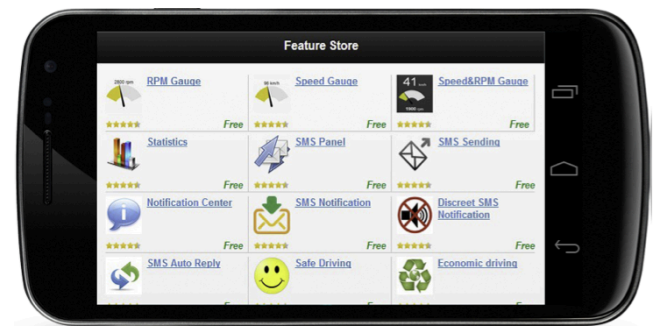 Feature Store
2800 rpm
RPM Gauge
Free
Speed Gauge
Free
41
Speed&RPM Gauge
Free
Statistics
Free
SMS Panel
Free
SMS Sending
Free
Notification Center
Free
SMS Notification
Free
Discreet SMS
Notification
Free
SMS Auto Reply
Safe Driving
Economic driving